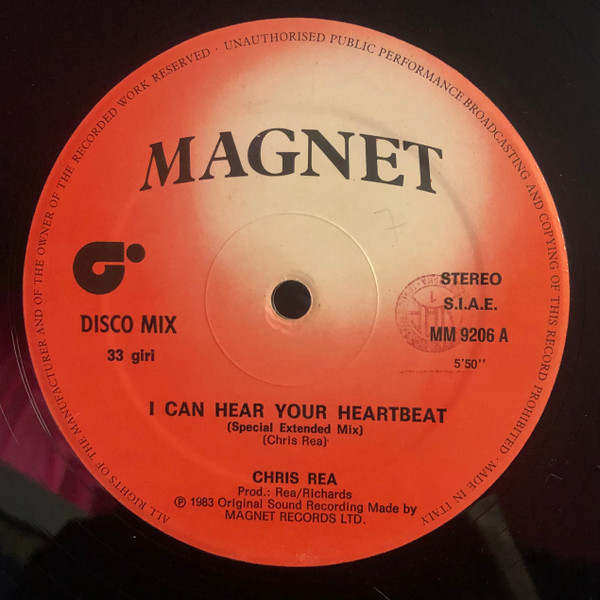 ALL RIGHTS OF THE MANUFACTURER AND OF THE OWNER OF THE RECORDED WORK RESERVED · UNAUTHORISED PUBLIC PERFORMANCE BROADCASTING AND COPYING OF THIS RECORD PROHIBITED · MADE IN ITALY
MAGNET
7
STEREO
S.I.A.E.
DISCO MIX
MM 9206 A
33 giri
5'50''
I CAN HEAR YOUR HEARTBEAT
(Special Extended Mix)
(Chris Rea)
CHRIS REA
Prod.: Rea/Richards
℗ 1983 Original Sound Recording Made by
MAGNET RECORDS LTD.